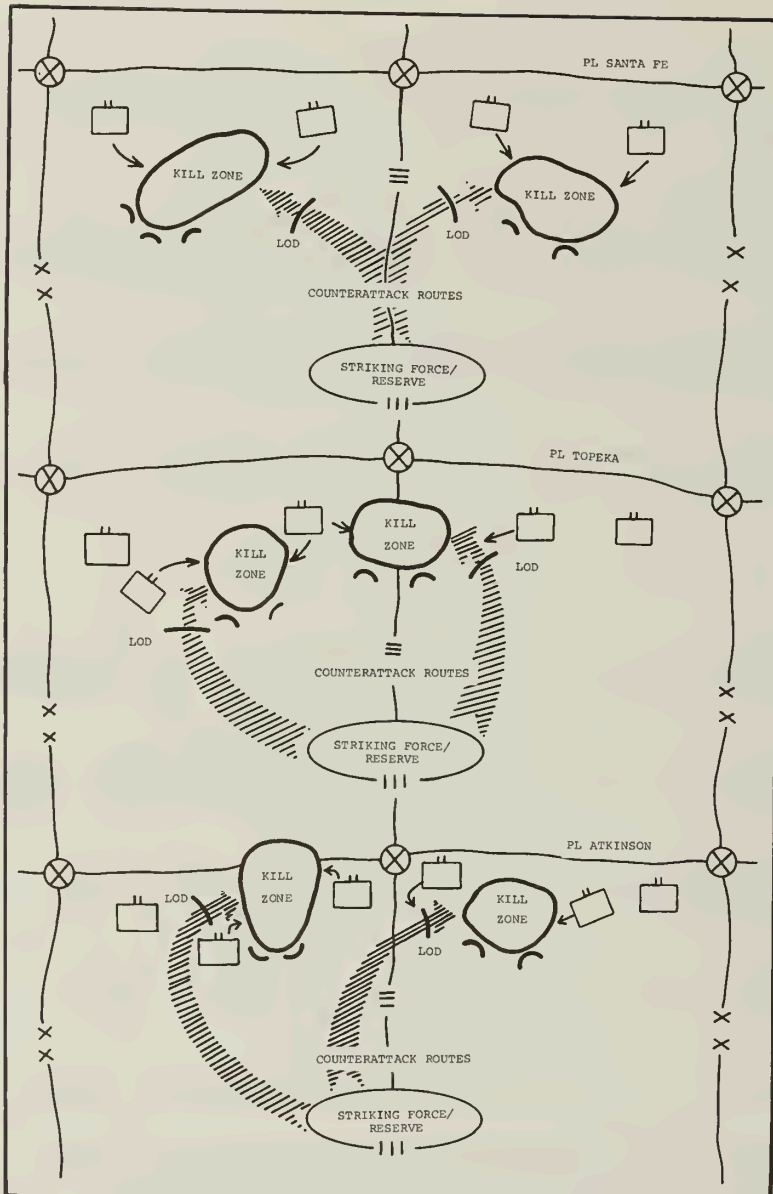 PL SANTA FE
KILL ZONE
KILL ZONE
LOD
LOD
COUNTERATTACK ROUTES
STRIKING FORCE/
RESERVE
PL TOPEKA
KILL
ZONE
KILL
ZONE
LOD
LOD
COUNTERATTACK ROUTES
STRIKING FORCE/
RESERVE
PL ATKINSON
KILL
ZONE
LOD
KILL
ZONE
LOD
COUNTERATTACK ROUTES
STRIKING FORCE/
RESERVE